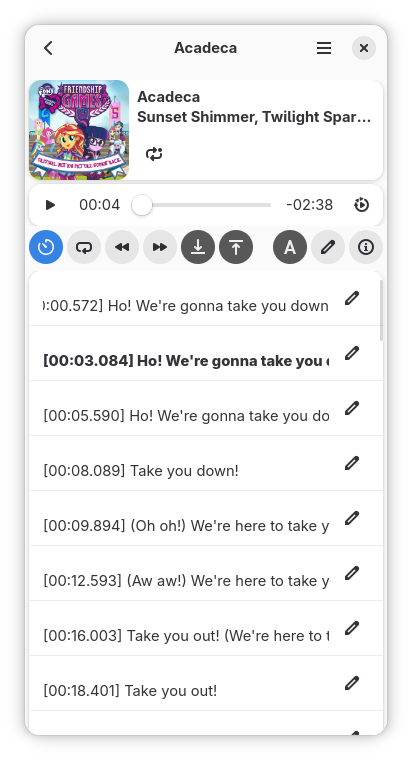 Acadeca
FRIENDSHIP
GAMES
Acadeca
Sunset Shimmer, Twilight Spar…
00:04
-02:38
A
:00.572] Ho! We're gonna take you down
[00:03.084] Ho! We're gonna take you
[00:05.590] Ho! We're gonna take you do
[00:08.089] Take you down!
[00:09.894] (Oh oh!) We're here to take y
[00:12.593] (Aw aw!) We're here to take y
[00:16.003] Take you out! (We're here to t
[00:18.401] Take you out!